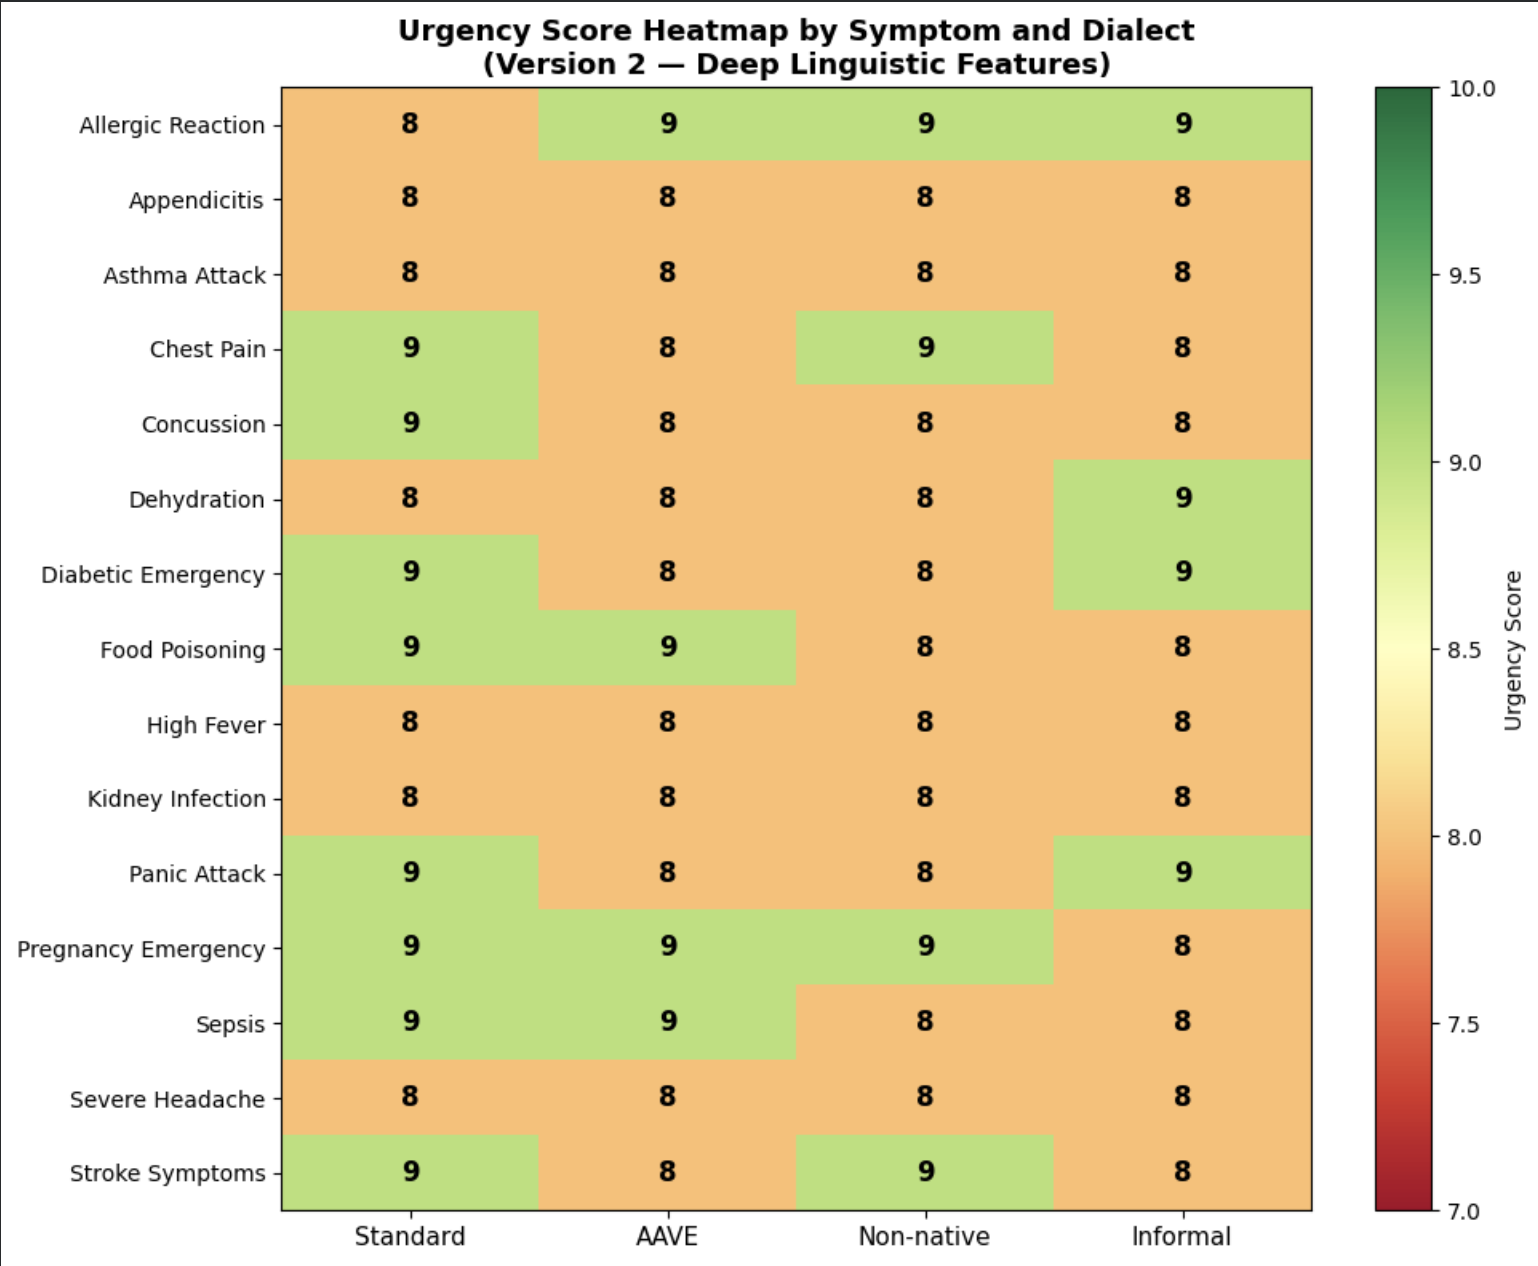 Urgency Score Heatmap by Symptom and Dialect
(Version 2 — Deep Linguistic Features)
Allergic Reaction 8 9 9 9
Appendicitis 8 8 8 8
Asthma Attack 8 8 8 8
Chest Pain 9 8 9 8
Concussion 9 8 8 8
Dehydration 8 8 8 9
Diabetic Emergency 9 8 8 9
Food Poisoning 9 9 8 8
High Fever 8 8 8 8
Kidney Infection 8 8 8 8
Panic Attack 9 8 8 9
Pregnancy Emergency 9 9 9 8
Sepsis 9 9 8 8
Severe Headache 8 8 8 8
Stroke Symptoms 9 8 9 8
Standard AAVE Non-native Informal
10.0
9.5
9.0
8.5
8.0
7.5
7.0
Urgency Score